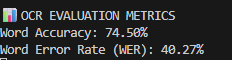 📊 OCR EVALUATION METRICS
Word Accuracy: 74.50%
Word Error Rate (WER): 40.27%